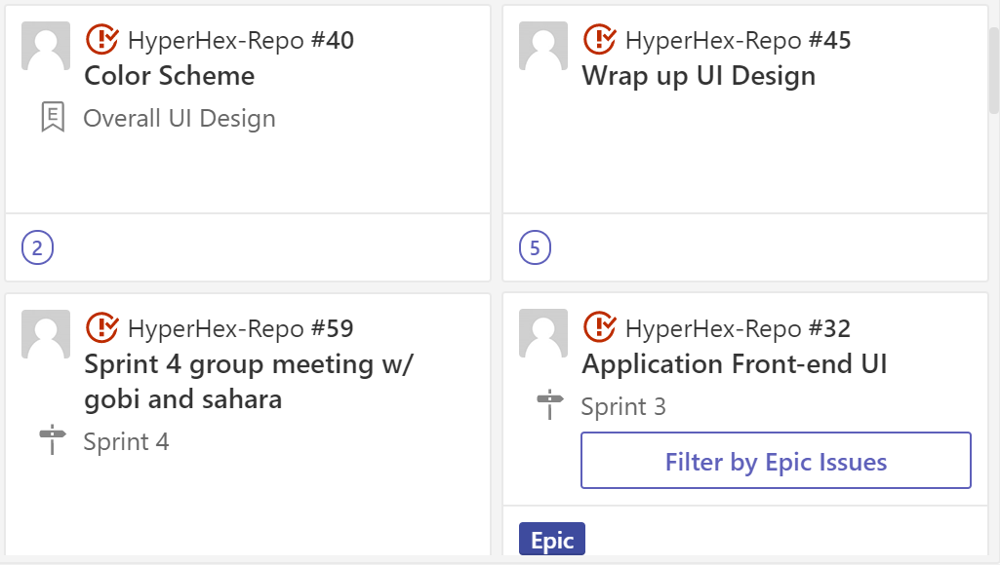 HyperHex-Repo #40
Color Scheme
E Overall UI Design
2
HyperHex-Repo #45
Wrap up UI Design
5
HyperHex-Repo #59
Sprint 4 group meeting w/
gobi and sahara
Sprint 4
HyperHex-Repo #32
Application Front-end UI
Sprint 3
Filter by Epic Issues
Epic